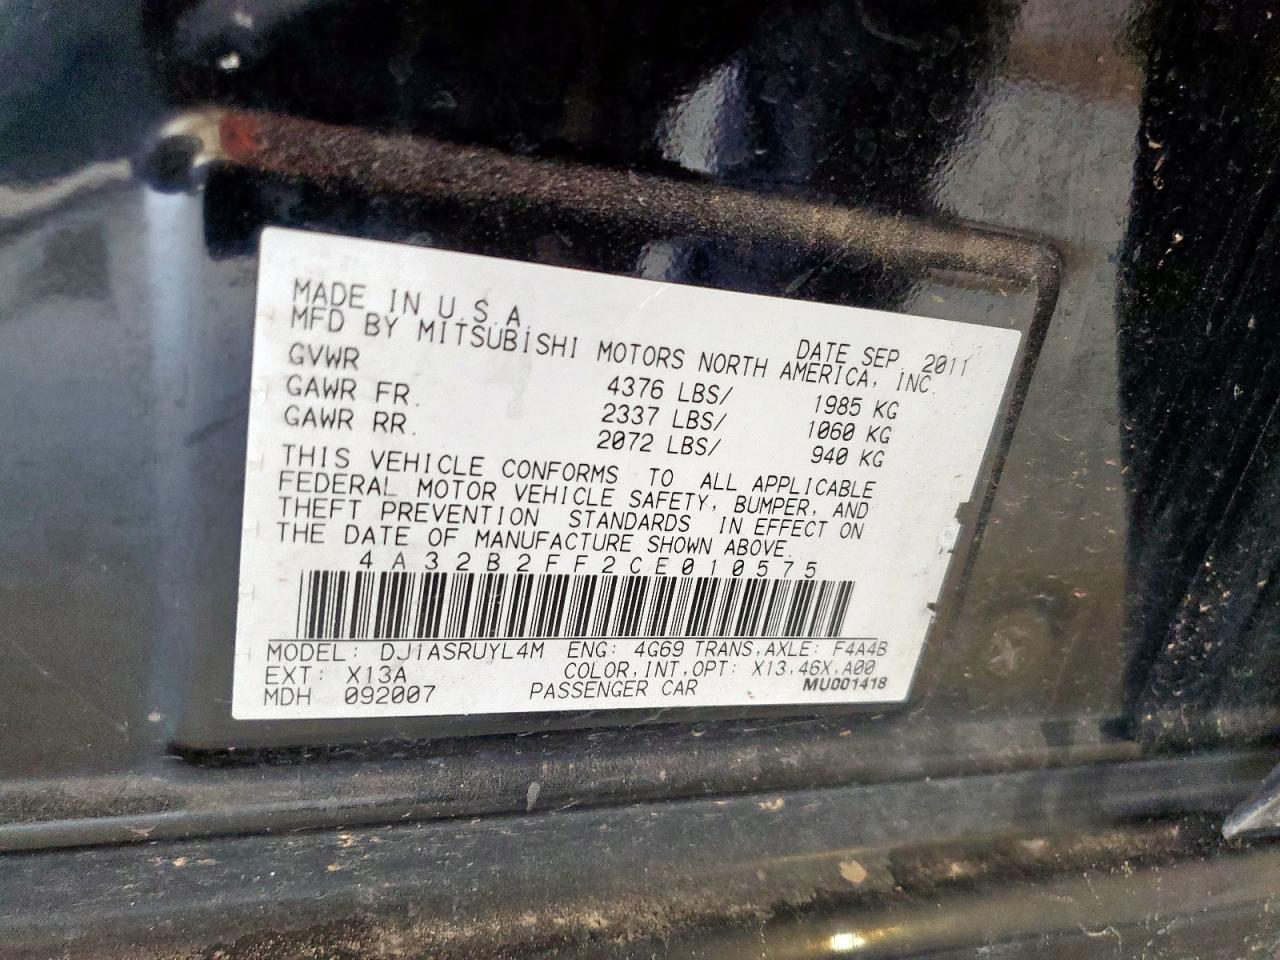 MADE IN U.S.A. DATE SEP 2011
MFD BY MITSUBISHI MOTORS NORTH AMERICA, INC.
GVWR 4376 LBS/ 1985 KG
GAWR FR. 2337 LBS/ 1060 KG
GAWR RR. 2072 LBS/ 940 KG
THIS VEHICLE CONFORMS TO ALL APPLICABLE
FEDERAL MOTOR VEHICLE SAFETY, BUMPER, AND
THEFT PREVENTION STANDARDS IN EFFECT ON
THE DATE OF MANUFACTURE SHOWN ABOVE.
4A32B2FF2CE010575
MODEL: DJ1ASRUYL4M ENG: 4G69 TRANS,AXLE: F4A4B
EXT: X13A COLOR,INT,OPT: X13,46X,A00
MDH 092007 PASSENGER CAR MU001418